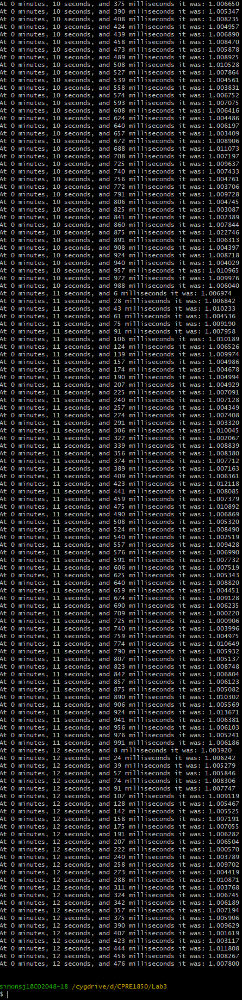 At 0 minutes, 10 seconds, and 375 milliseconds it was: 1.006650
At 0 minutes, 10 seconds, and 390 milliseconds it was: 1.005347
At 0 minutes, 10 seconds, and 408 milliseconds it was: 1.008235
At 0 minutes, 10 seconds, and 424 milliseconds it was: 1.004957
At 0 minutes, 10 seconds, and 439 milliseconds it was: 1.006890
At 0 minutes, 10 seconds, and 458 milliseconds it was: 1.008470
At 0 minutes, 10 seconds, and 473 milliseconds it was: 1.005878
At 0 minutes, 10 seconds, and 489 milliseconds it was: 1.008925
At 0 minutes, 10 seconds, and 508 milliseconds it was: 1.010528
At 0 minutes, 10 seconds, and 527 milliseconds it was: 1.007864
At 0 minutes, 10 seconds, and 539 milliseconds it was: 1.004561
At 0 minutes, 10 seconds, and 558 milliseconds it was: 1.003831
At 0 minutes, 10 seconds, and 574 milliseconds it was: 1.006752
At 0 minutes, 10 seconds, and 593 milliseconds it was: 1.007075
At 0 minutes, 10 seconds, and 608 milliseconds it was: 1.006416
At 0 minutes, 10 seconds, and 624 milliseconds it was: 1.004486
At 0 minutes, 10 seconds, and 640 milliseconds it was: 1.006197
At 0 minutes, 10 seconds, and 657 milliseconds it was: 1.003409
At 0 minutes, 10 seconds, and 672 milliseconds it was: 1.008906
At 0 minutes, 10 seconds, and 688 milliseconds it was: 1.011073
At 0 minutes, 10 seconds, and 708 milliseconds it was: 1.007197
At 0 minutes, 10 seconds, and 725 milliseconds it was: 1.009637
At 0 minutes, 10 seconds, and 740 milliseconds it was: 1.007433
At 0 minutes, 10 seconds, and 756 milliseconds it was: 1.004761
At 0 minutes, 10 seconds, and 772 milliseconds it was: 1.003706
At 0 minutes, 10 seconds, and 791 milliseconds it was: 1.009728
At 0 minutes, 10 seconds, and 806 milliseconds it was: 1.004745
At 0 minutes, 10 seconds, and 825 milliseconds it was: 1.003087
At 0 minutes, 10 seconds, and 841 milliseconds it was: 1.002389
At 0 minutes, 10 seconds, and 860 milliseconds it was: 1.007844
At 0 minutes, 10 seconds, and 875 milliseconds it was: 1.022746
At 0 minutes, 10 seconds, and 891 milliseconds it was: 1.006313
At 0 minutes, 10 seconds, and 908 milliseconds it was: 1.004397
At 0 minutes, 10 seconds, and 924 milliseconds it was: 1.008718
At 0 minutes, 10 seconds, and 940 milliseconds it was: 1.004029
At 0 minutes, 10 seconds, and 957 milliseconds it was: 1.010965
At 0 minutes, 10 seconds, and 972 milliseconds it was: 1.009976
At 0 minutes, 10 seconds, and 988 milliseconds it was: 1.006040
At 0 minutes, 11 seconds, and 6 milliseconds it was: 1.006974
At 0 minutes, 11 seconds, and 28 milliseconds it was: 1.006842
At 0 minutes, 11 seconds, and 43 milliseconds it was: 1.010233
At 0 minutes, 11 seconds, and 61 milliseconds it was: 1.004536
At 0 minutes, 11 seconds, and 75 milliseconds it was: 1.009190
At 0 minutes, 11 seconds, and 91 milliseconds it was: 1.007958
At 0 minutes, 11 seconds, and 106 milliseconds it was: 1.010189
At 0 minutes, 11 seconds, and 124 milliseconds it was: 1.006526
At 0 minutes, 11 seconds, and 139 milliseconds it was: 1.009974
At 0 minutes, 11 seconds, and 157 milliseconds it was: 1.004986
At 0 minutes, 11 seconds, and 174 milliseconds it was: 1.004678
At 0 minutes, 11 seconds, and 190 milliseconds it was: 1.004994
At 0 minutes, 11 seconds, and 207 milliseconds it was: 1.004929
At 0 minutes, 11 seconds, and 225 milliseconds it was: 1.007091
At 0 minutes, 11 seconds, and 240 milliseconds it was: 1.007128
At 0 minutes, 11 seconds, and 257 milliseconds it was: 1.004349
At 0 minutes, 11 seconds, and 274 milliseconds it was: 1.007408
At 0 minutes, 11 seconds, and 291 milliseconds it was: 1.003320
At 0 minutes, 11 seconds, and 306 milliseconds it was: 1.010045
At 0 minutes, 11 seconds, and 322 milliseconds it was: 1.002067
At 0 minutes, 11 seconds, and 339 milliseconds it was: 1.008839
At 0 minutes, 11 seconds, and 356 milliseconds it was: 1.008380
At 0 minutes, 11 seconds, and 374 milliseconds it was: 1.007712
At 0 minutes, 11 seconds, and 389 milliseconds it was: 1.007163
At 0 minutes, 11 seconds, and 409 milliseconds it was: 1.006361
At 0 minutes, 11 seconds, and 423 milliseconds it was: 1.012118
At 0 minutes, 11 seconds, and 441 milliseconds it was: 1.008085
At 0 minutes, 11 seconds, and 459 milliseconds it was: 1.007379
At 0 minutes, 11 seconds, and 475 milliseconds it was: 1.010892
At 0 minutes, 11 seconds, and 490 milliseconds it was: 1.006869
At 0 minutes, 11 seconds, and 508 milliseconds it was: 1.005320
At 0 minutes, 11 seconds, and 524 milliseconds it was: 1.008490
At 0 minutes, 11 seconds, and 540 milliseconds it was: 1.002519
At 0 minutes, 11 seconds, and 557 milliseconds it was: 1.009428
At 0 minutes, 11 seconds, and 576 milliseconds it was: 1.006990
At 0 minutes, 11 seconds, and 591 milliseconds it was: 1.007732
At 0 minutes, 11 seconds, and 606 milliseconds it was: 1.007519
At 0 minutes, 11 seconds, and 625 milliseconds it was: 1.005343
At 0 minutes, 11 seconds, and 640 milliseconds it was: 1.008820
At 0 minutes, 11 seconds, and 659 milliseconds it was: 1.004451
At 0 minutes, 11 seconds, and 674 milliseconds it was: 1.009128
At 0 minutes, 11 seconds, and 690 milliseconds it was: 1.006235
At 0 minutes, 11 seconds, and 709 milliseconds it was: 1.000220
At 0 minutes, 11 seconds, and 725 milliseconds it was: 1.000906
At 0 minutes, 11 seconds, and 740 milliseconds it was: 1.003996
At 0 minutes, 11 seconds, and 759 milliseconds it was: 1.004975
At 0 minutes, 11 seconds, and 774 milliseconds it was: 1.010649
At 0 minutes, 11 seconds, and 790 milliseconds it was: 1.005932
At 0 minutes, 11 seconds, and 807 milliseconds it was: 1.005137
At 0 minutes, 11 seconds, and 823 milliseconds it was: 1.008748
At 0 minutes, 11 seconds, and 842 milliseconds it was: 1.006804
At 0 minutes, 11 seconds, and 857 milliseconds it was: 1.006123
At 0 minutes, 11 seconds, and 875 milliseconds it was: 1.005082
At 0 minutes, 11 seconds, and 890 milliseconds it was: 1.010302
At 0 minutes, 11 seconds, and 906 milliseconds it was: 1.005569
At 0 minutes, 11 seconds, and 924 milliseconds it was: 1.013671
At 0 minutes, 11 seconds, and 941 milliseconds it was: 1.006381
At 0 minutes, 11 seconds, and 956 milliseconds it was: 1.006103
At 0 minutes, 11 seconds, and 976 milliseconds it was: 1.005241
At 0 minutes, 11 seconds, and 991 milliseconds it was: 1.006186
At 0 minutes, 12 seconds, and 8 milliseconds it was: 1.003920
At 0 minutes, 12 seconds, and 24 milliseconds it was: 1.006242
At 0 minutes, 12 seconds, and 39 milliseconds it was: 1.005279
At 0 minutes, 12 seconds, and 57 milliseconds it was: 1.005846
At 0 minutes, 12 seconds, and 74 milliseconds it was: 1.008306
At 0 minutes, 12 seconds, and 91 milliseconds it was: 1.007747
At 0 minutes, 12 seconds, and 107 milliseconds it was: 1.009119
At 0 minutes, 12 seconds, and 128 milliseconds it was: 1.005467
At 0 minutes, 12 seconds, and 142 milliseconds it was: 1.005525
At 0 minutes, 12 seconds, and 158 milliseconds it was: 1.007191
At 0 minutes, 12 seconds, and 175 milliseconds it was: 1.007055
At 0 minutes, 12 seconds, and 191 milliseconds it was: 1.006282
At 0 minutes, 12 seconds, and 207 milliseconds it was: 1.006504
At 0 minutes, 12 seconds, and 222 milliseconds it was: 1.000570
At 0 minutes, 12 seconds, and 240 milliseconds it was: 1.003789
At 0 minutes, 12 seconds, and 258 milliseconds it was: 1.009702
At 0 minutes, 12 seconds, and 273 milliseconds it was: 1.004419
At 0 minutes, 12 seconds, and 288 milliseconds it was: 1.010871
At 0 minutes, 12 seconds, and 311 milliseconds it was: 1.003768
At 0 minutes, 12 seconds, and 324 milliseconds it was: 1.006745
At 0 minutes, 12 seconds, and 342 milliseconds it was: 1.006189
At 0 minutes, 12 seconds, and 357 milliseconds it was: 1.007194
At 0 minutes, 12 seconds, and 375 milliseconds it was: 1.005906
At 0 minutes, 12 seconds, and 390 milliseconds it was: 1.009629
At 0 minutes, 12 seconds, and 407 milliseconds it was: 1.001619
At 0 minutes, 12 seconds, and 423 milliseconds it was: 1.003117
At 0 minutes, 12 seconds, and 444 milliseconds it was: 1.011808
At 0 minutes, 12 seconds, and 456 milliseconds it was: 1.008267
At 0 minutes, 12 seconds, and 476 milliseconds it was: 1.007800
simonsj1@CO2048-18 /cygdrive/d/CPRE1850/Lab3
$